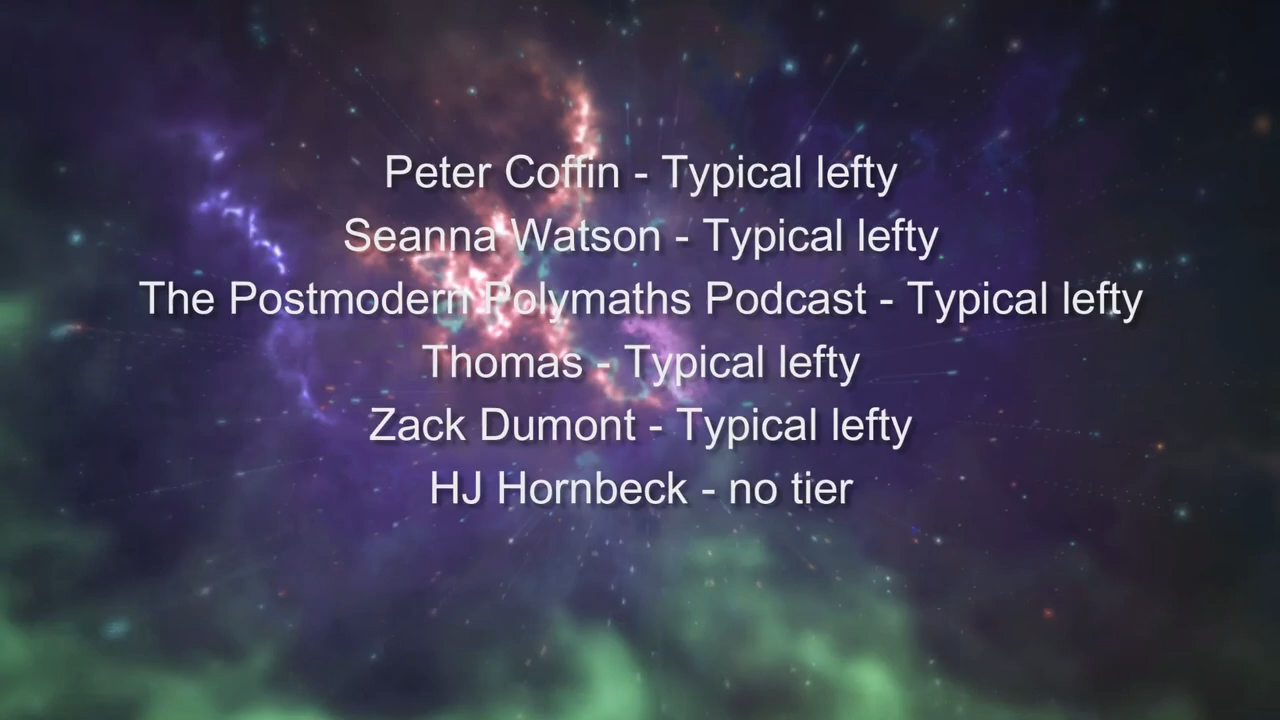 Peter Coffin - Typical lefty
Seanna Watson - Typical lefty
The Postmodern Polymaths Podcast - Typical lefty
Thomas - Typical lefty
Zack Dumont - Typical lefty
HJ Hornbeck - no tier